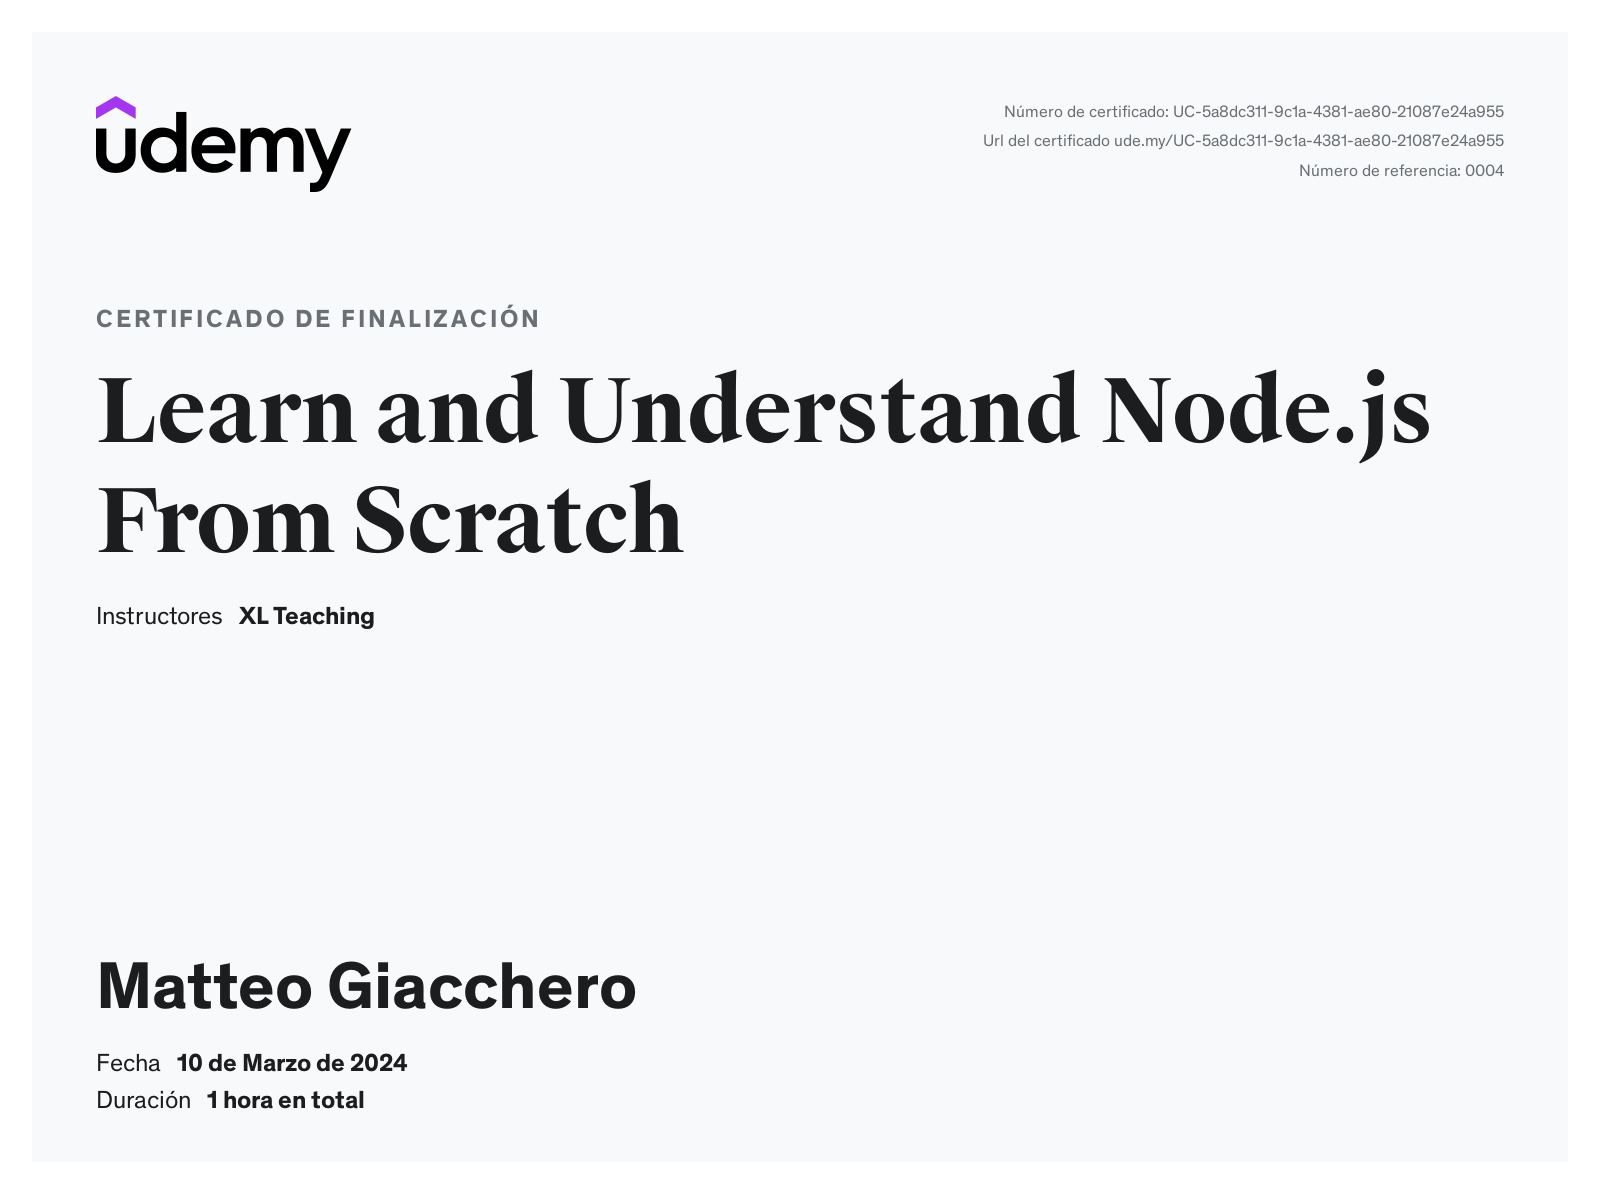 udemy
Número de certificado: UC-5a8dc311-9c1a-4381-ae80-21087e24a955
Url del certificado ude.my/UC-5a8dc311-9c1a-4381-ae80-21087e24a955
Número de referencia: 0004
CERTIFICADO DE FINALIZACIÓN
Learn and Understand Node.js
From Scratch
Instructores XL Teaching
Matteo Giacchero
Fecha 10 de Marzo de 2024
Duración 1 hora en total